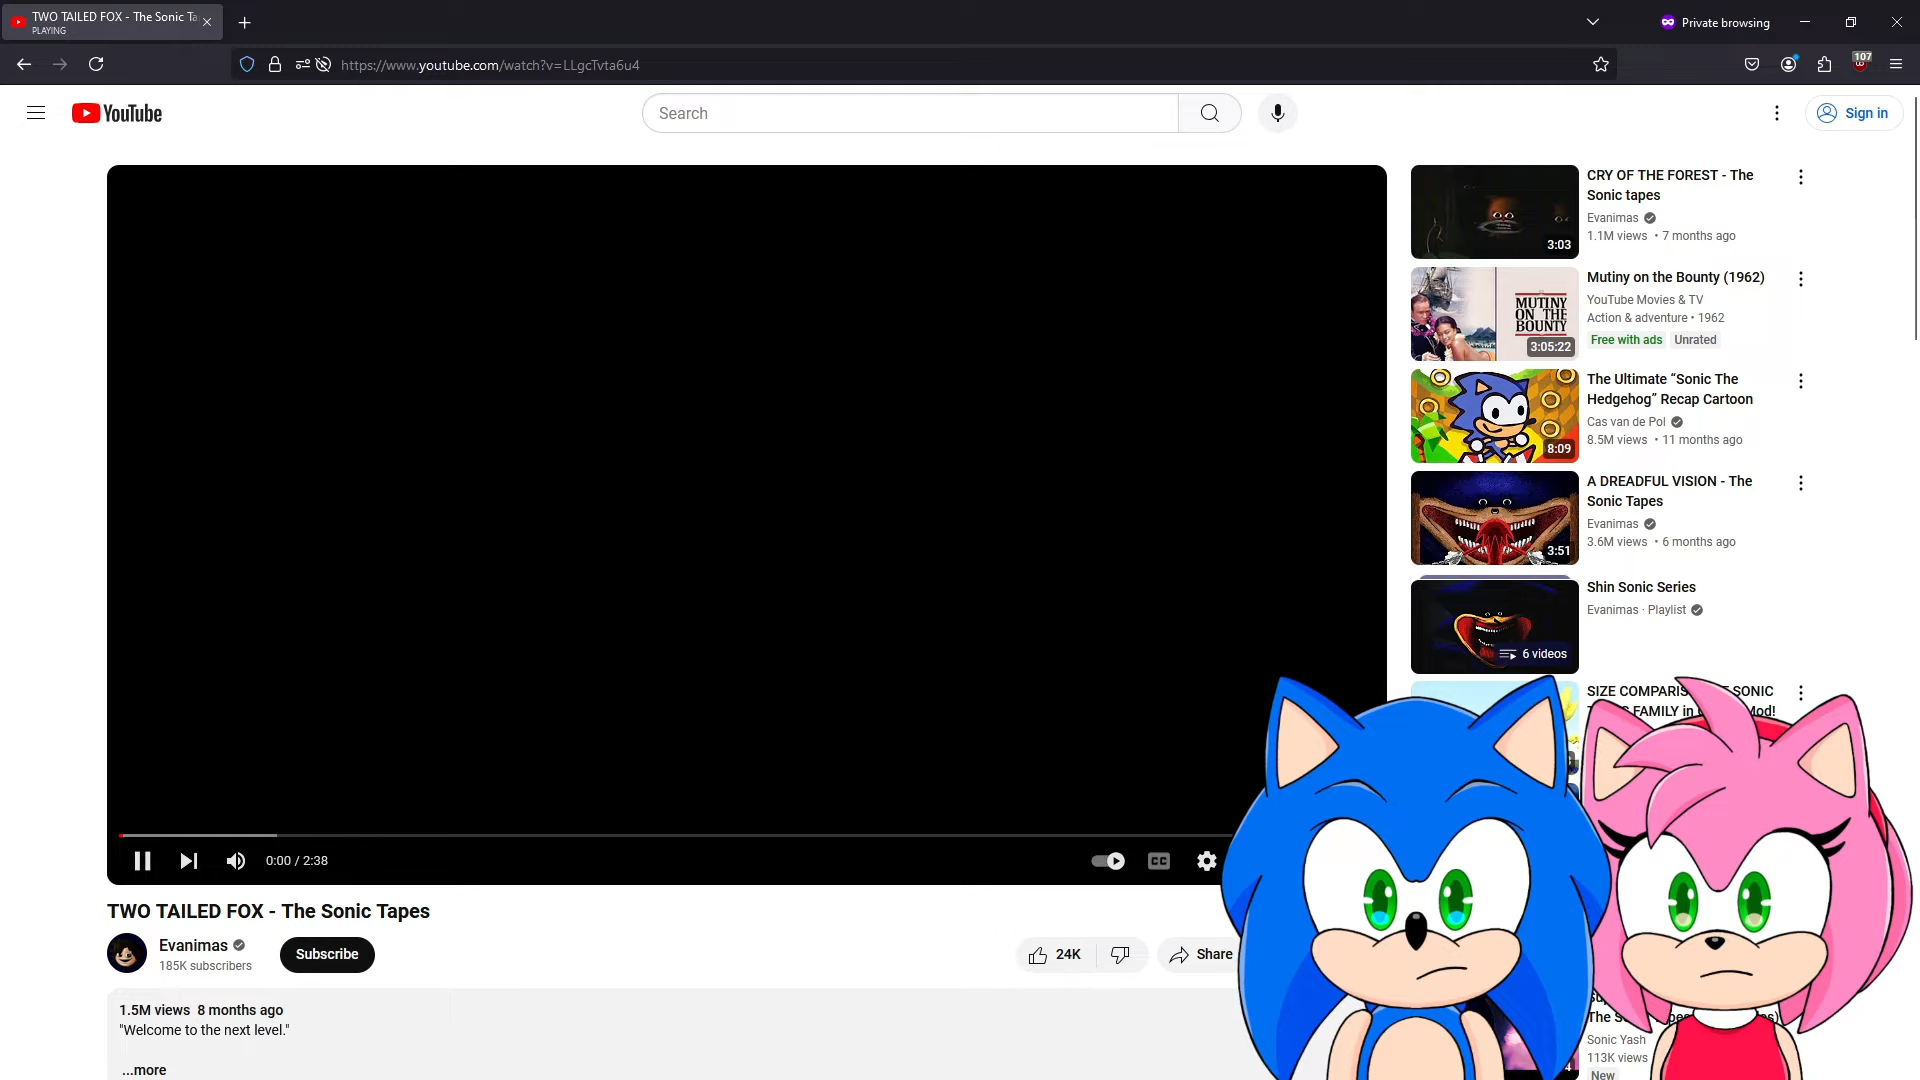 TWO TAILED FOX - The Sonic Ta
PLAYING
Private browsing
https://www.youtube.com/watch?v=LLgcTvta6u4
107
YouTube
Search
Sign in
0:00 / 2:38
CC
TWO TAILED FOX - The Sonic Tapes
Evanimas
185K subscribers
Subscribe
24K
Share
1.5M views 8 months ago
"Welcome to the next level."
...more
3:03
CRY OF THE FOREST - The
Sonic tapes
Evanimas
1.1M views • 7 months ago
MUTINY
ON THE
BOUNTY
3:05:22
Mutiny on the Bounty (1962)
YouTube Movies & TV
Action & adventure • 1962
Free with ads Unrated
8:09
The Ultimate “Sonic The
Hedgehog” Recap Cartoon
Cas van de Pol
8.5M views • 11 months ago
3:51
A DREADFUL VISION - The
Sonic Tapes
Evanimas
3.6M views • 6 months ago
6 videos
Shin Sonic Series
Evanimas · Playlist
SIZE COMPARIS SONIC
FAMILY in
The S
Sonic Yash
113K views
New